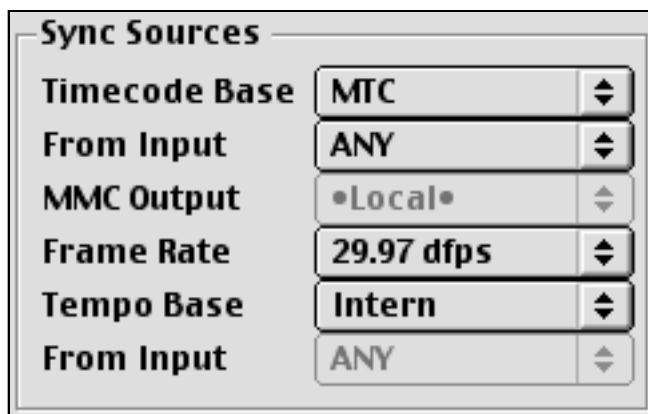 Sync Sources
Timecode Base MTC
From Input ANY
MMC Output •Local•
Frame Rate 29.97 dfps
Tempo Base Intern
From Input ANY